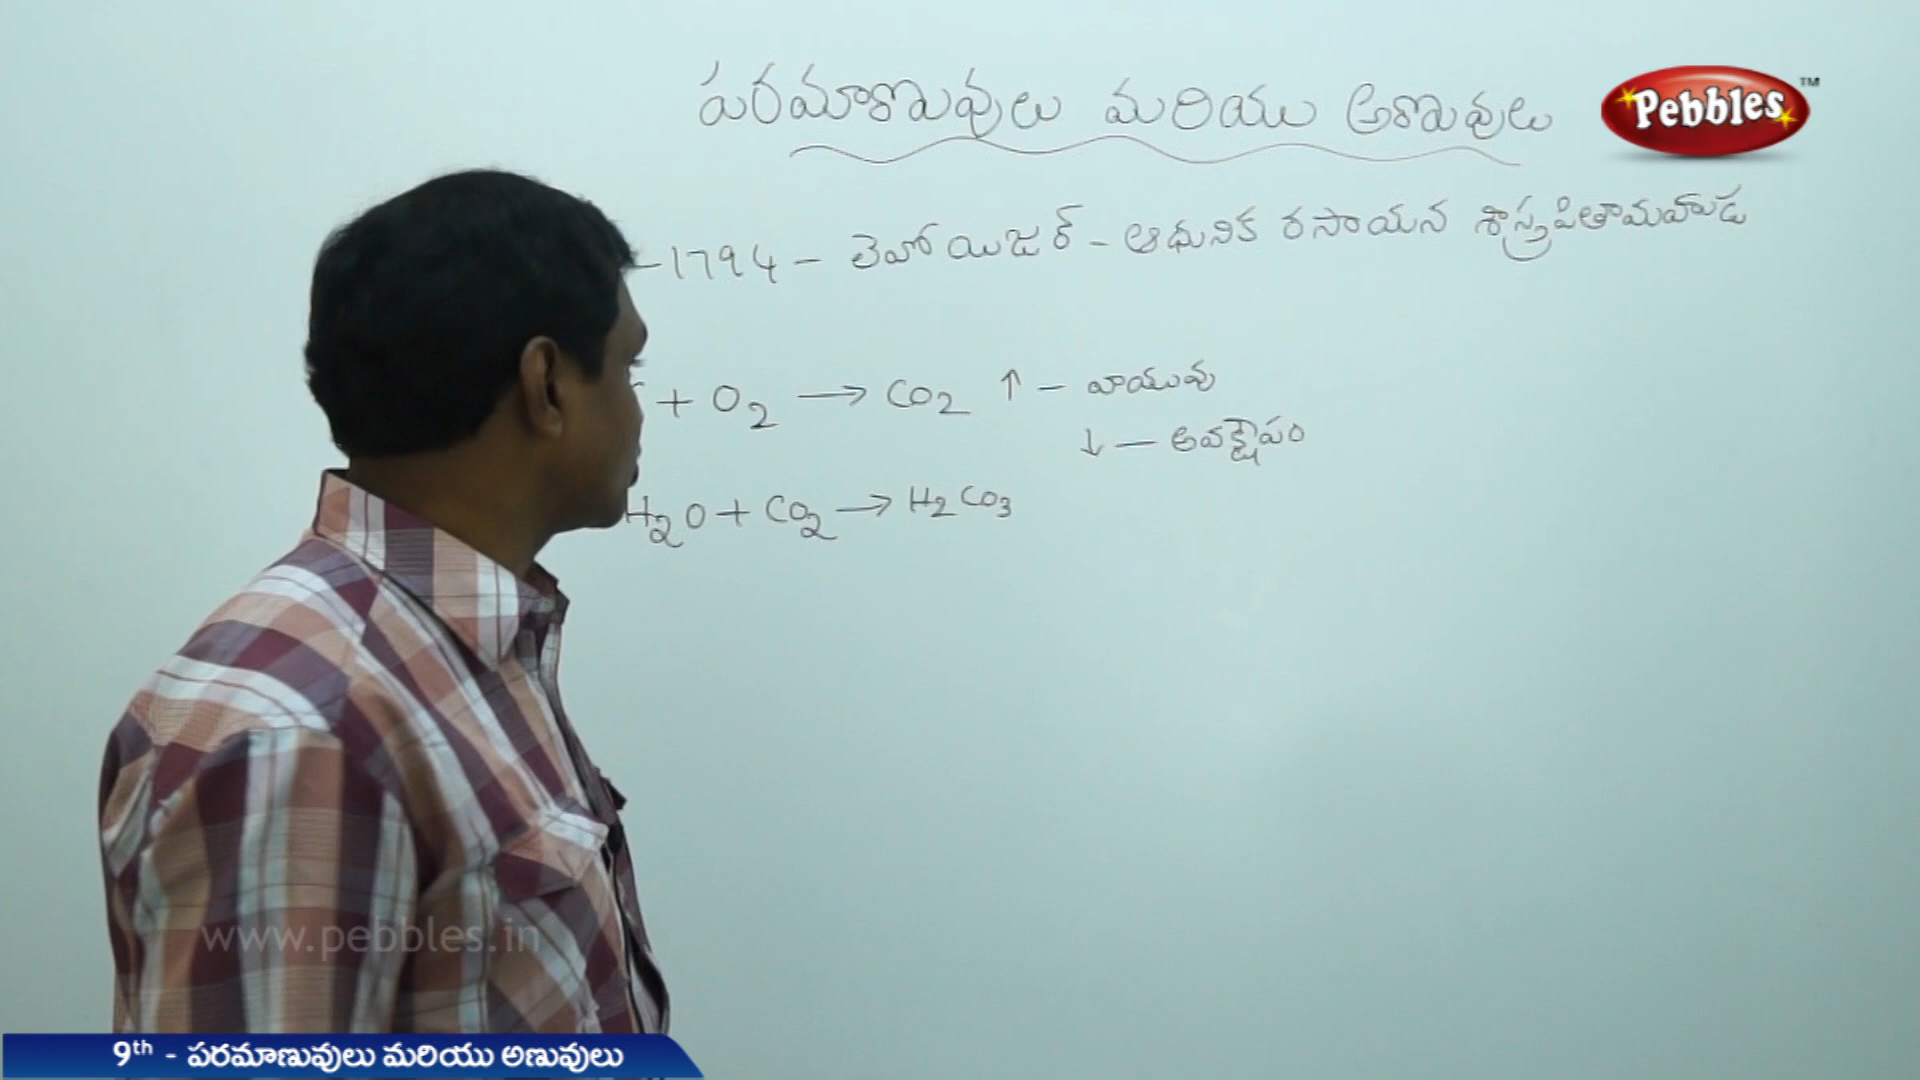 పరమాణువులు మరియు అణువులు
Pebbles™
–1794 – లెహోయిజర్ – ఆధునిక రసాయన శాస్త్రపితామహుడ
+ O2 → CO2 ↑ – వాయువు
↓ – అవక్షేపం
H2O + CO2 → H2CO3
www.pebbles.in
9th - పరమాణువులు మరియు అణువులు